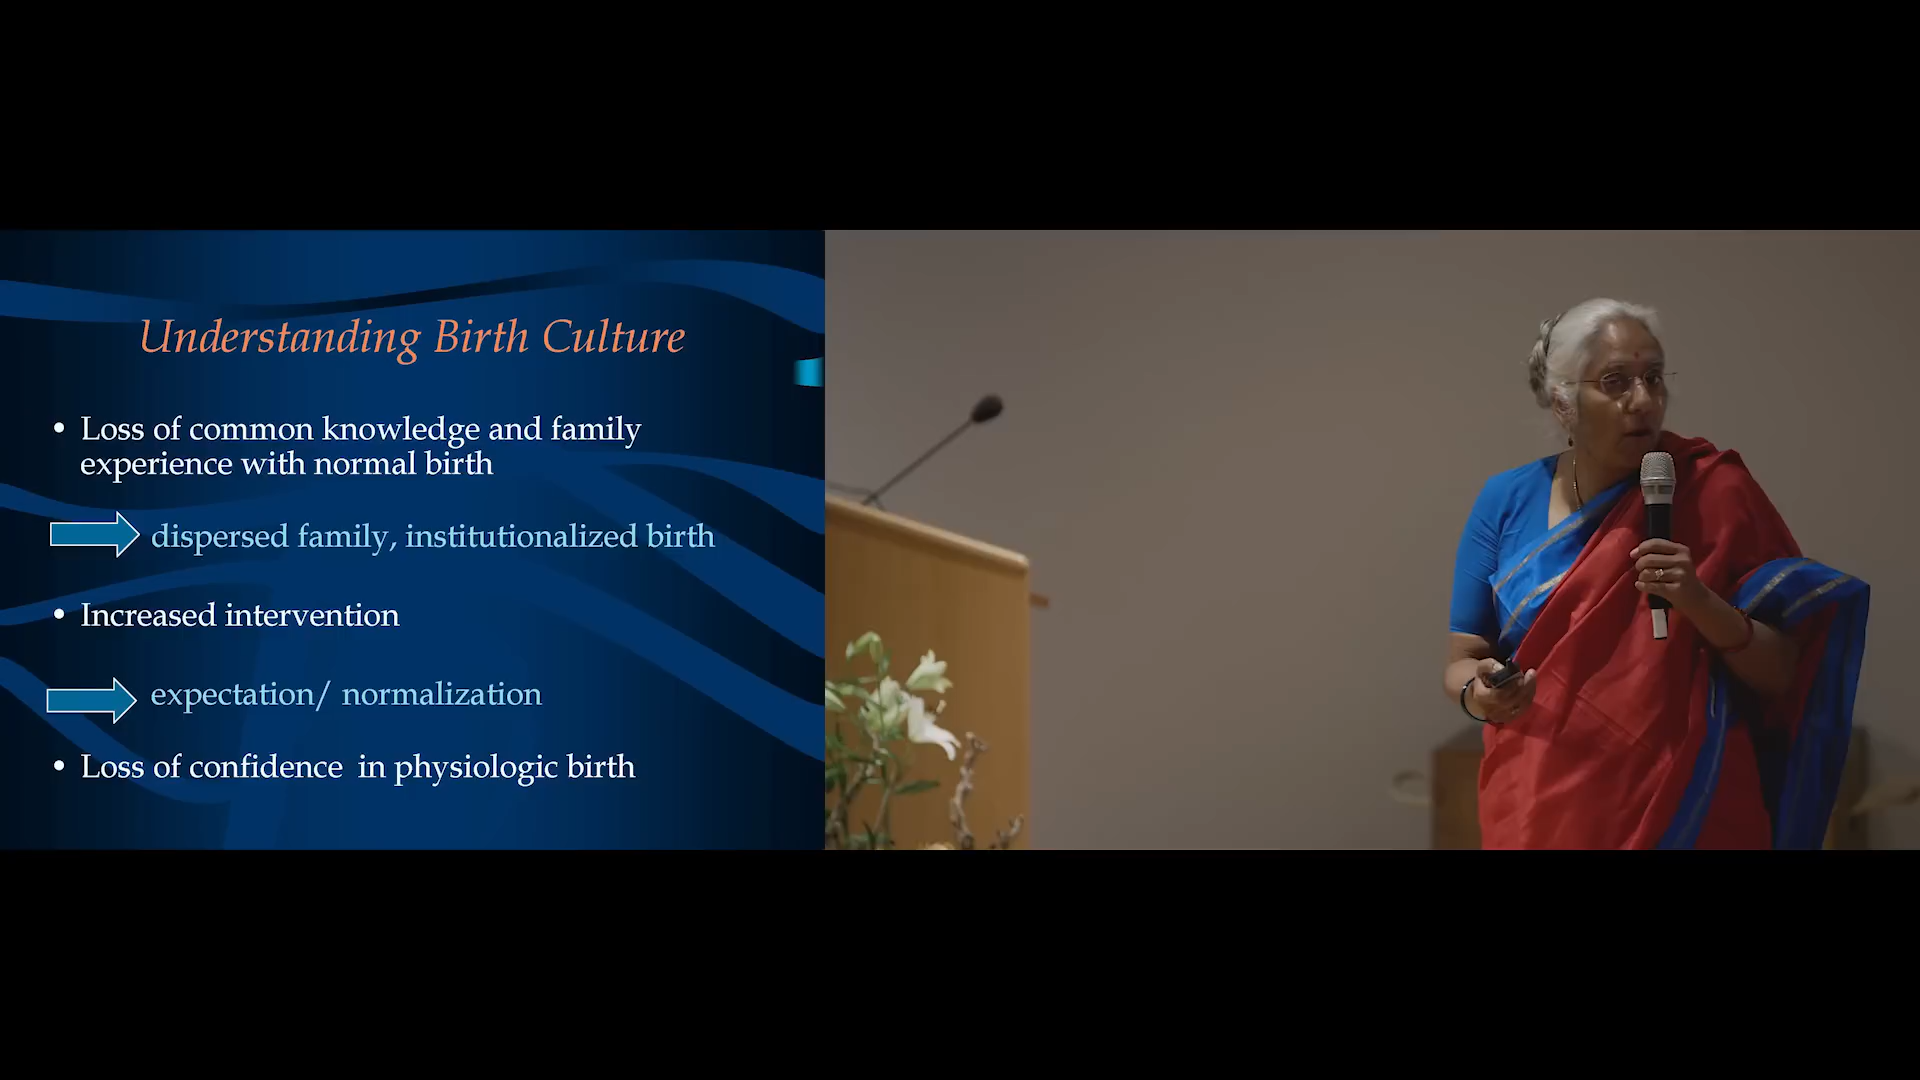 Understanding Birth Culture
• Loss of common knowledge and family
experience with normal birth
dispersed family, institutionalized birth
• Increased intervention
expectation/ normalization
• Loss of confidence in physiologic birth